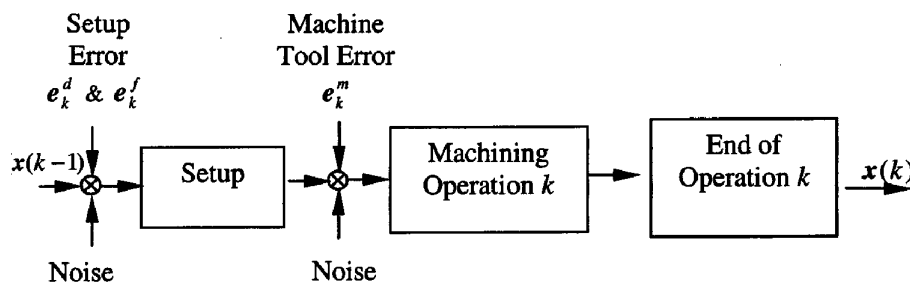 Setup
Error
e_k^d & e_k^f
Machine
Tool Error
e_k^m
x(k−1)
Setup
Machining
Operation k
End of
Operation k
x(k)
Noise
Noise